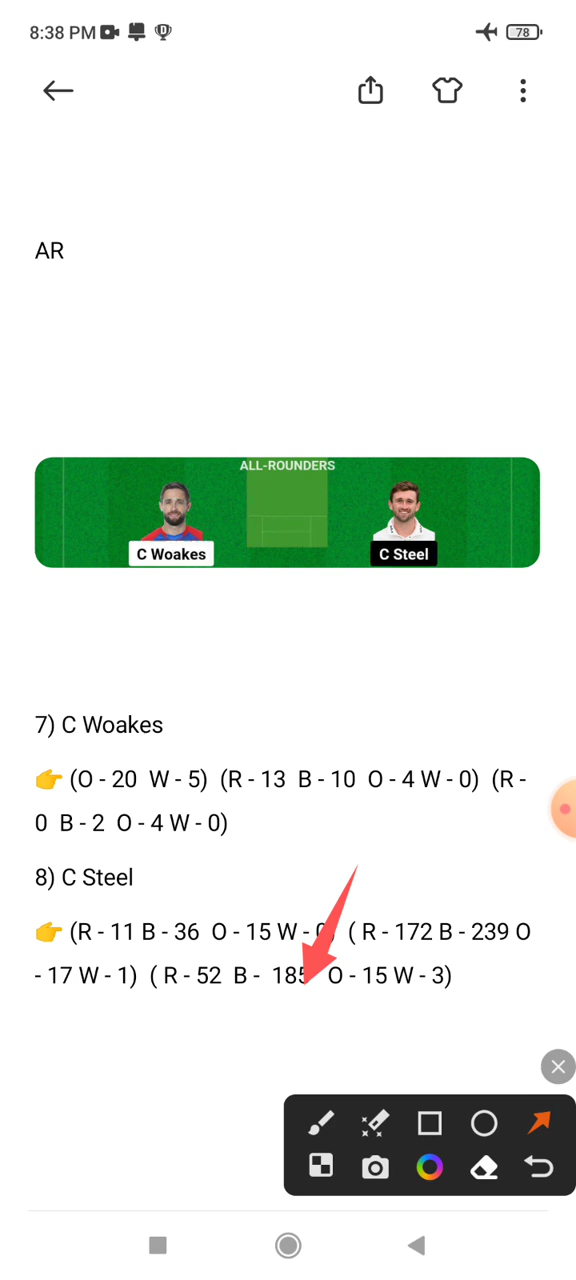 8:38 PM
78
AR
ALL-ROUNDERS
C Woakes
C Steel
7) C Woakes
👉 (O - 20 W - 5) (R - 13 B - 10 O - 4 W - 0) (R -
0 B - 2 O - 4 W - 0)
8) C Steel
👉 (R - 11 B - 36 O - 15 W - 0) ( R - 172 B - 239 O
- 17 W - 1) ( R - 52 B - 185 O - 15 W - 3)